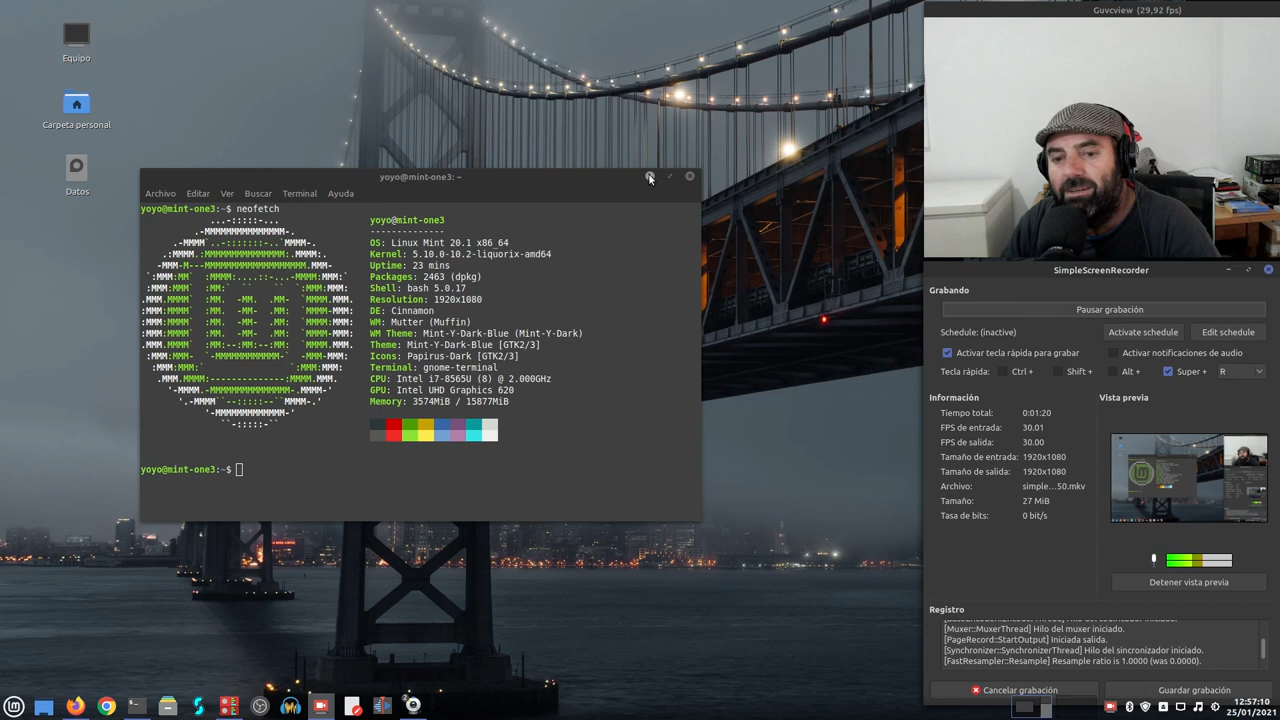 Equipo
Carpeta personal
Datos
yoyo@mint-one3: ~
Archivo Editar Ver Buscar Terminal Ayuda
yoyo@mint-one3:~$ neofetch
yoyo@mint-one3
--------------
OS: Linux Mint 20.1 x86_64
Kernel: 5.10.0-10.2-liquorix-amd64
Uptime: 23 mins
Packages: 2463 (dpkg)
Shell: bash 5.0.17
Resolution: 1920x1080
DE: Cinnamon
WM: Mutter (Muffin)
WM Theme: Mint-Y-Dark-Blue (Mint-Y-Dark)
Theme: Mint-Y-Dark-Blue [GTK2/3]
Icons: Papirus-Dark [GTK2/3]
Terminal: gnome-terminal
CPU: Intel i7-8565U (8) @ 2.000GHz
GPU: Intel UHD Graphics 620
Memory: 3574MiB / 15877MiB
yoyo@mint-one3:~$
Guvcview (29,92 fps)
SimpleScreenRecorder
Grabando
Pausar grabación
Schedule: (inactive) Activate schedule Edit schedule
Activar tecla rápida para grabar Activar notificaciones de audio
Tecla rápida: Ctrl + Shift + Alt + Super + R
Información
Tiempo total: 0:01:20
FPS de entrada: 30.01
FPS de salida: 30.00
Tamaño de entrada: 1920x1080
Tamaño de salida: 1920x1080
Archivo: simple...50.mkv
Tamaño: 27 MiB
Tasa de bits: 0 bit/s
Vista previa
Detener vista previa
Registro
[Muxer::MuxerThread] Hilo del muxer iniciado.
[PageRecord::StartOutput] Iniciada salida.
[Synchronizer::SynchronizerThread] Hilo del sincronizador iniciado.
[FastResampler::Resample] Resample ratio is 1.0000 (was 0.0000).
Cancelar grabación Guardar grabación
12:57:10
25/01/2021